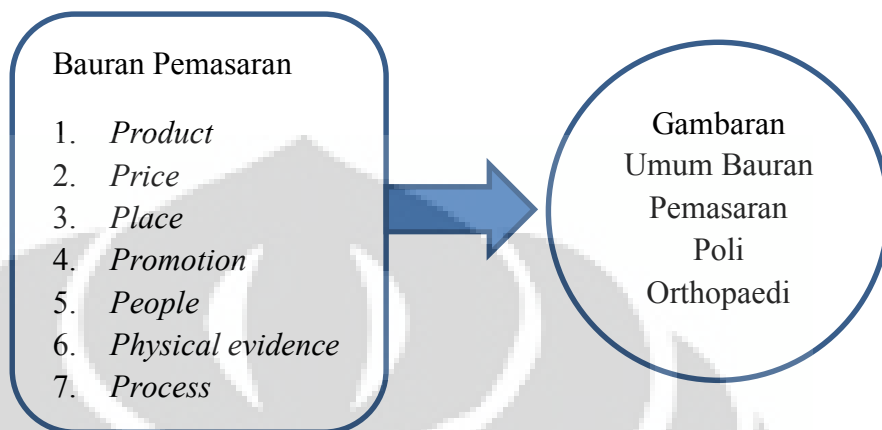 Bauran Pemasaran
1. Product
2. Price
3. Place
4. Promotion
5. People
6. Physical evidence
7. Process
Gambaran
Umum Bauran
Pemasaran
Poli
Orthopaedi